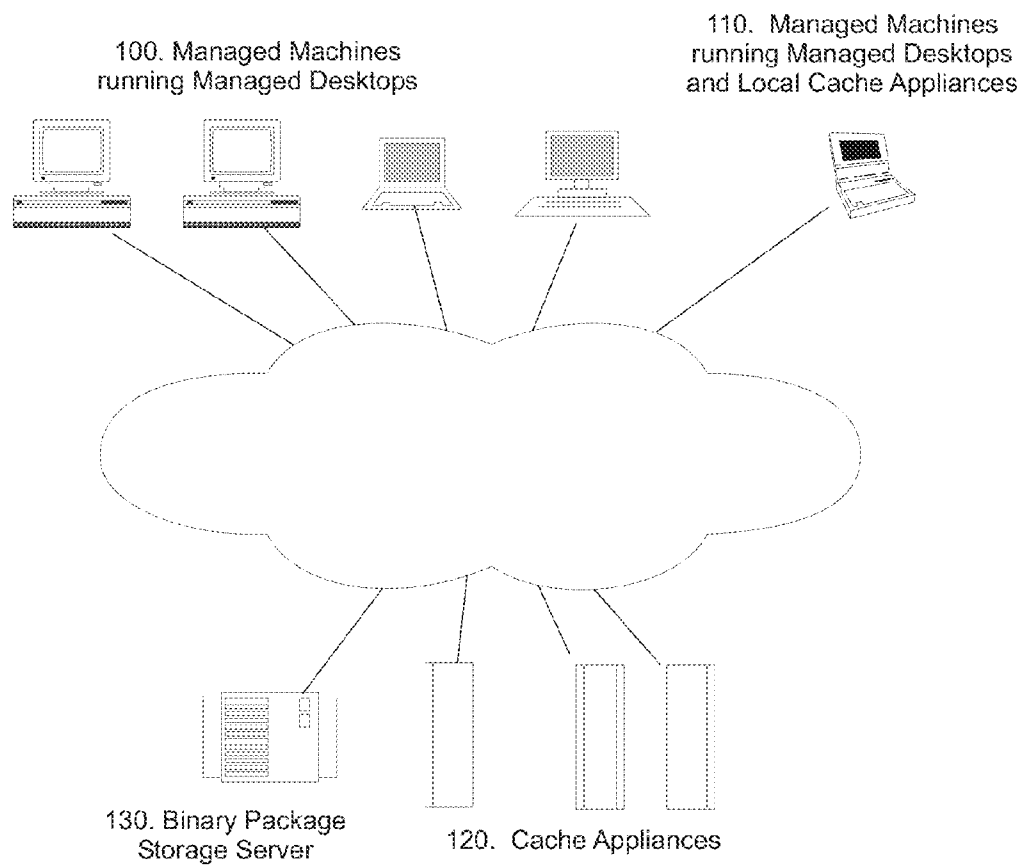 100. Managed Machines
running Managed Desktops
110. Managed Machines
running Managed Desktops
and Local Cache Appliances
130. Binary Package
Storage Server
120. Cache Appliances